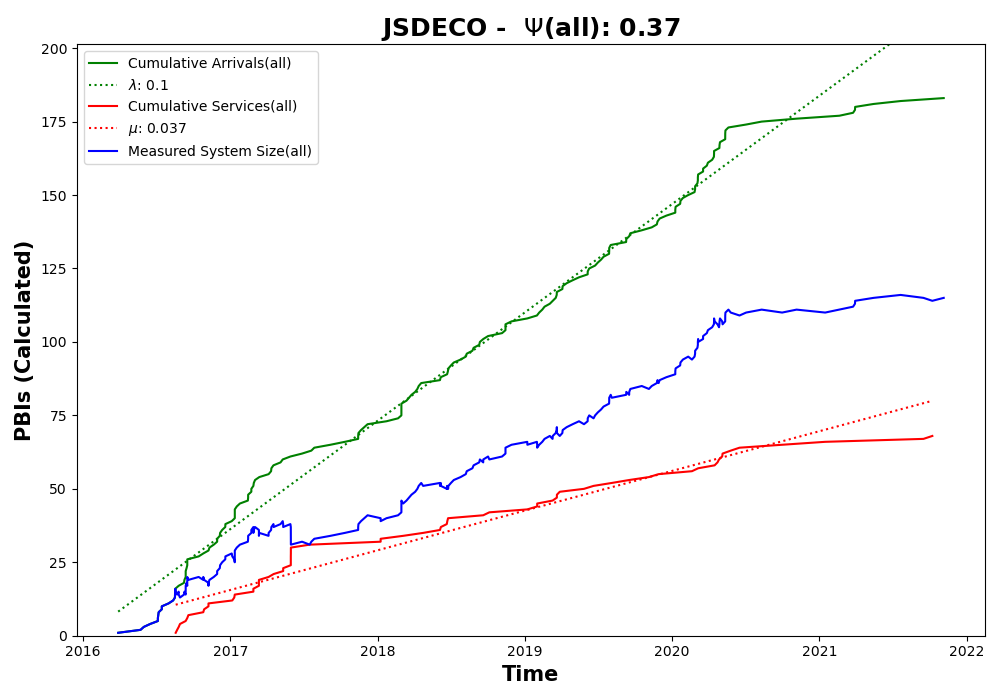 JSDECO -  Ψ(all): 0.37
Cumulative Arrivals(all)
λ: 0.1
Cumulative Services(all)
μ: 0.037
Measured System Size(all)
PBIs (Calculated)
200
175
150
125
100
75
50
25
0
2016 2017 2018 2019 2020 2021 2022
Time